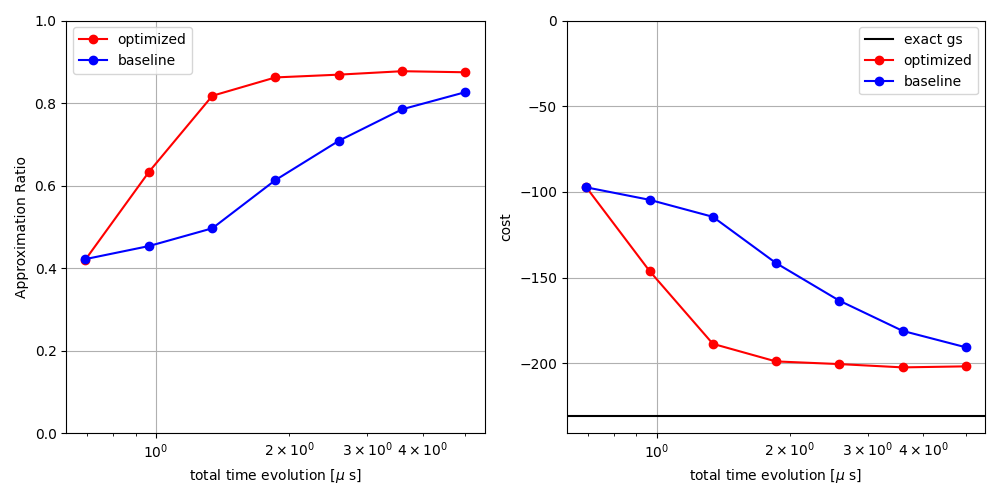 1.0
0.8
0.6
0.4
0.2
0.0
Approximation Ratio
optimized
baseline
10⁰
2 × 10⁰
3 × 10⁰
4 × 10⁰
total time evolution [μ s]
0
−50
−100
−150
−200
cost
exact gs
optimized
baseline
10⁰
2 × 10⁰
3 × 10⁰
4 × 10⁰
total time evolution [μ s]